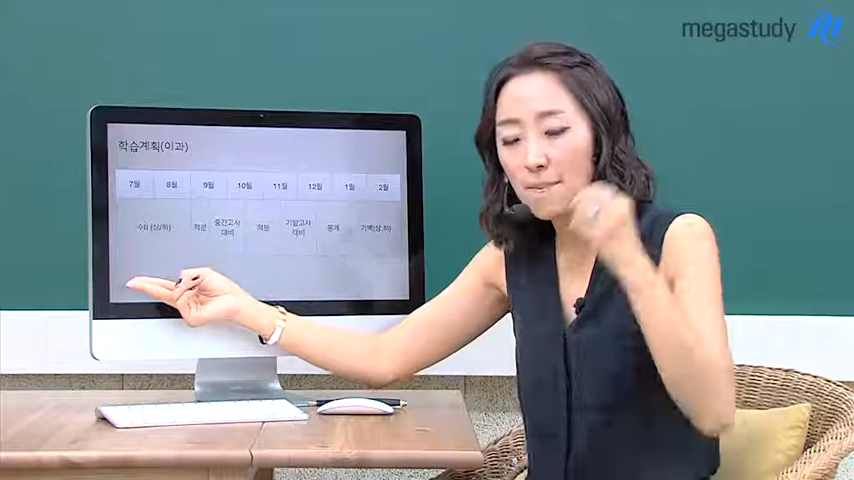 megastudy
학습계획(이과)
7월 8월 9월 10월 11월 12월 1월 2월
수II (상/하) 적분 중간고사 대비 적분 기말고사 대비 통계 기벡(상,하)